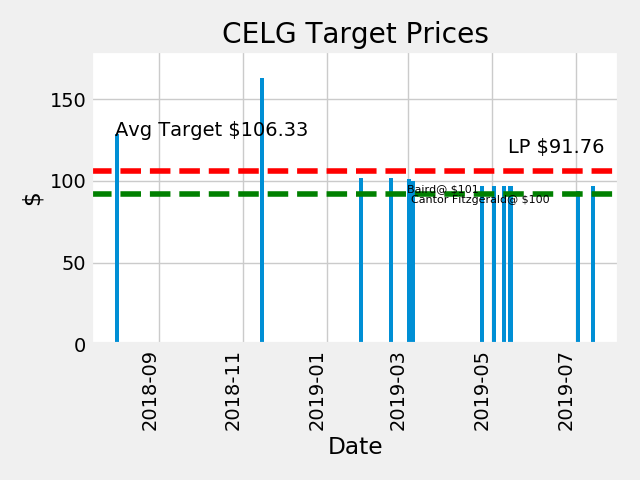 CELG Target Prices
150
100
50
0
$
Avg Target $106.33
LP $91.76
Baird@ $101
Cantor Fitzgerald@ $100
2018-09
2018-11
2019-01
2019-03
2019-05
2019-07
Date